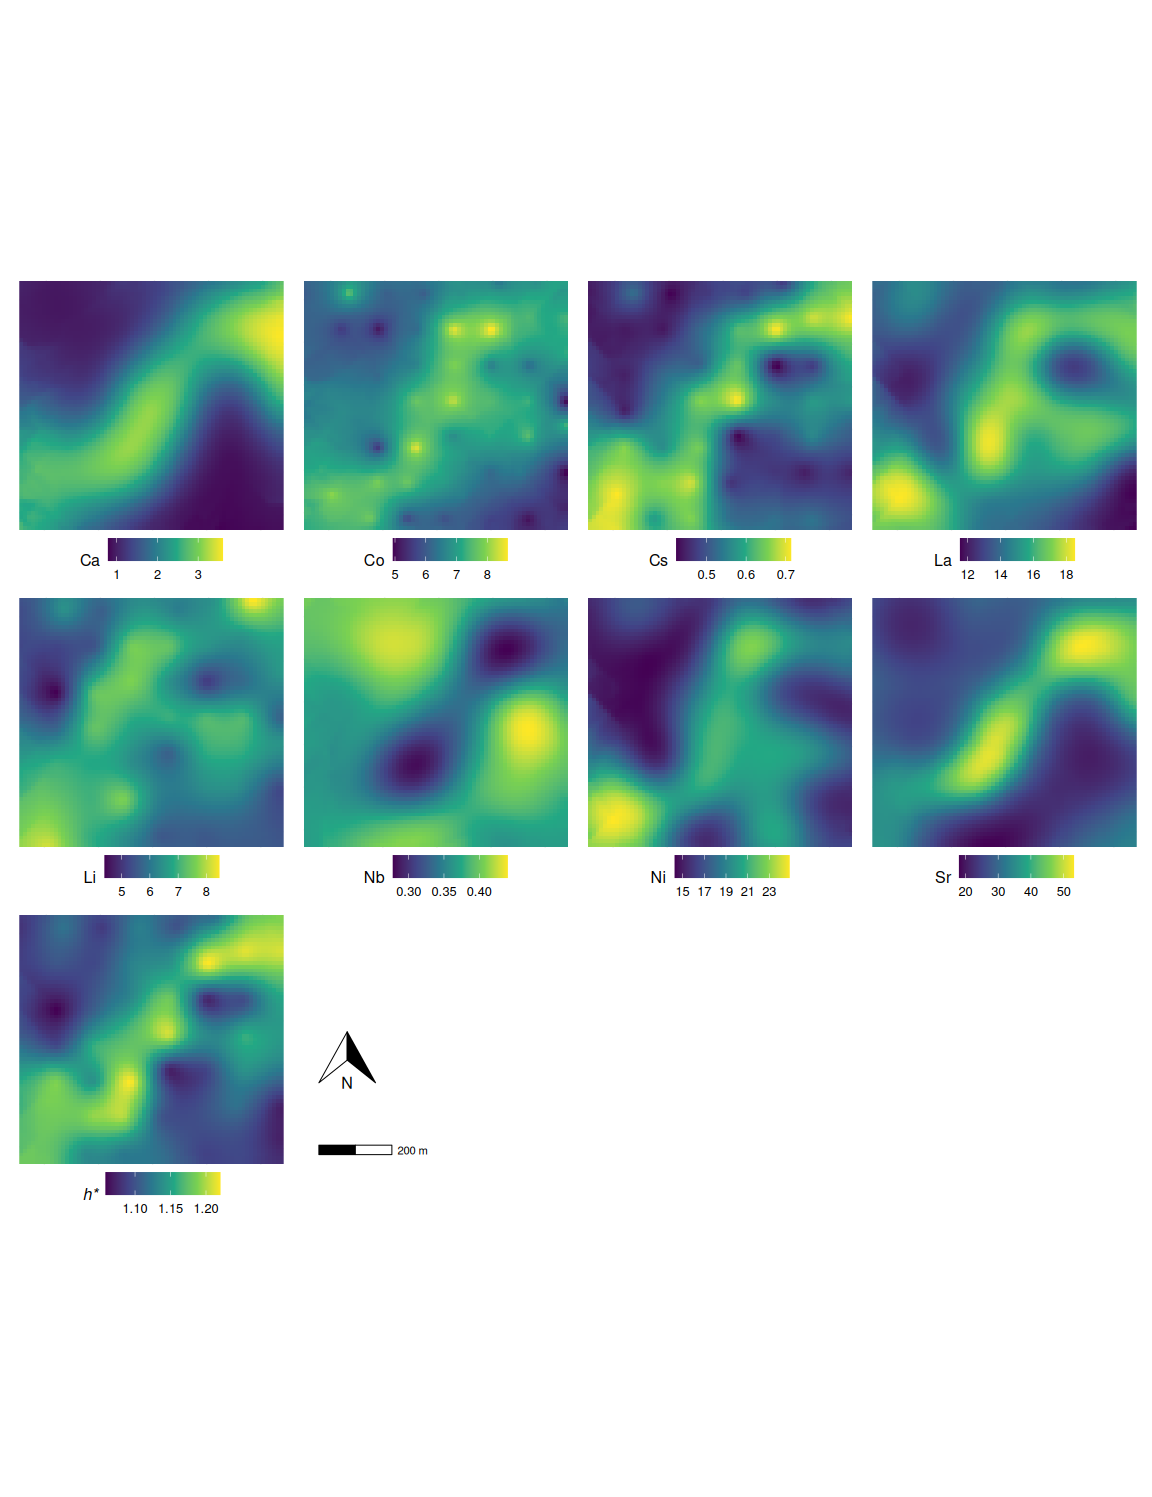 Ca 1 2 3
Co 5 6 7 8
Cs 0.5 0.6 0.7
La 12 14 16 18
Li 5 6 7 8
Nb 0.30 0.35 0.40
Ni 15 17 19 21 23
Sr 20 30 40 50
N
200 m
h* 1.10 1.15 1.20